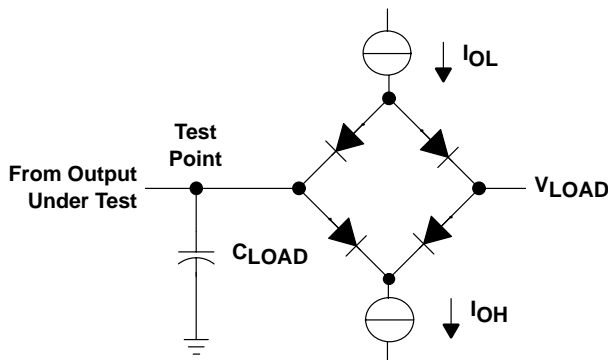 IOL
Test
Point
From Output
Under Test
VLOAD
CLOAD
IOH